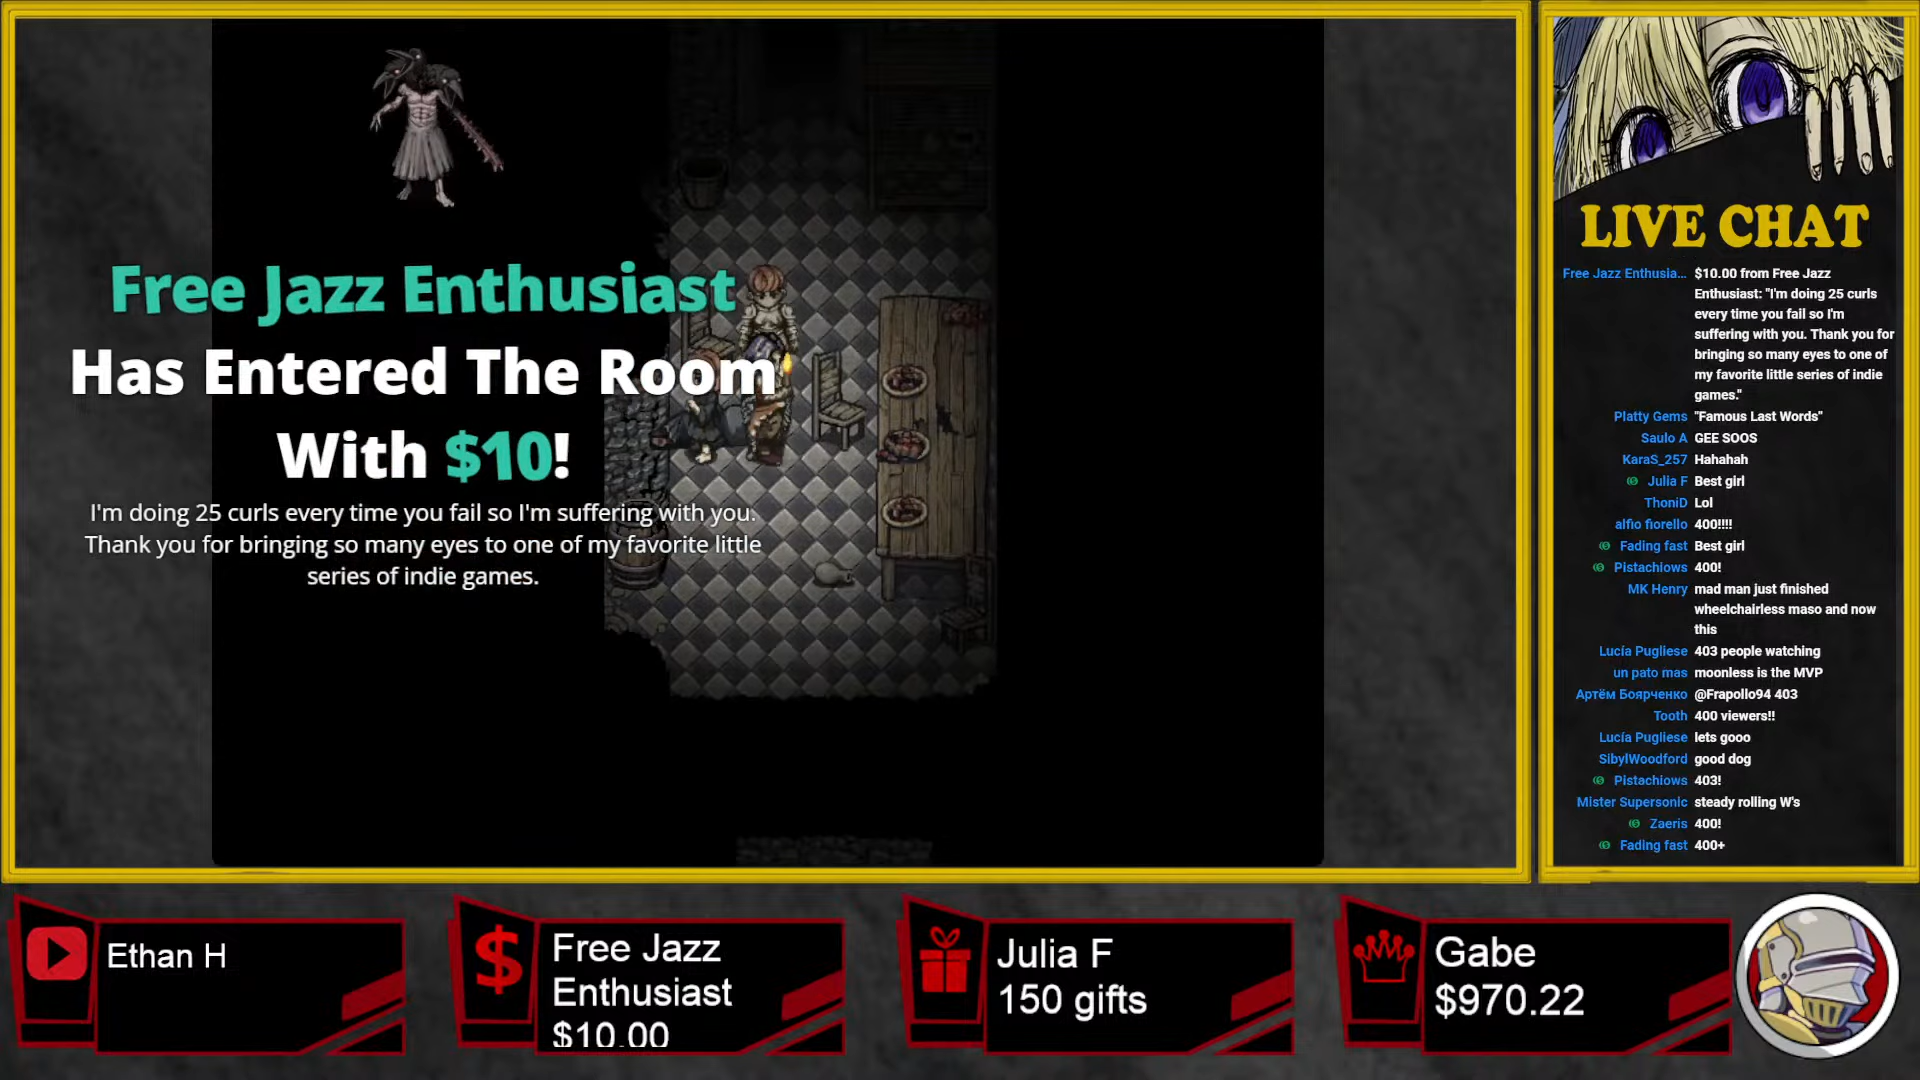 Free Jazz Enthusiast
Has Entered The Room
With $10!
I'm doing 25 curls every time you fail so I'm suffering with you.
Thank you for bringing so many eyes to one of my favorite little
series of indie games.
LIVE CHAT
Free Jazz Enthusia... $10.00 from Free Jazz
Enthusiast: "I'm doing 25 curls
every time you fail so I'm
suffering with you. Thank you for
bringing so many eyes to one of
my favorite little series of indie
games."
Platty Gems "Famous Last Words"
Saulo A GEE SOOS
KaraS_257 Hahahah
Julia F Best girl
ThoniD Lol
alfio fiorello 400!!!!
Fading fast Best girl
Pistachiows 400!
MK Henry mad man just finished
wheelchairless maso and now
this
Lucía Pugliese 403 people watching
un pato mas moonless is the MVP
Артём Боярченко @Frapollo94 403
Tooth 400 viewers!!
Lucía Pugliese lets gooo
SibylWoodford good dog
Pistachiows 403!
Mister Supersonic steady rolling W's
Zaeris 400!
Fading fast 400+
Ethan H
Free Jazz
Enthusiast
$10.00
Julia F
150 gifts
Gabe
$970.22